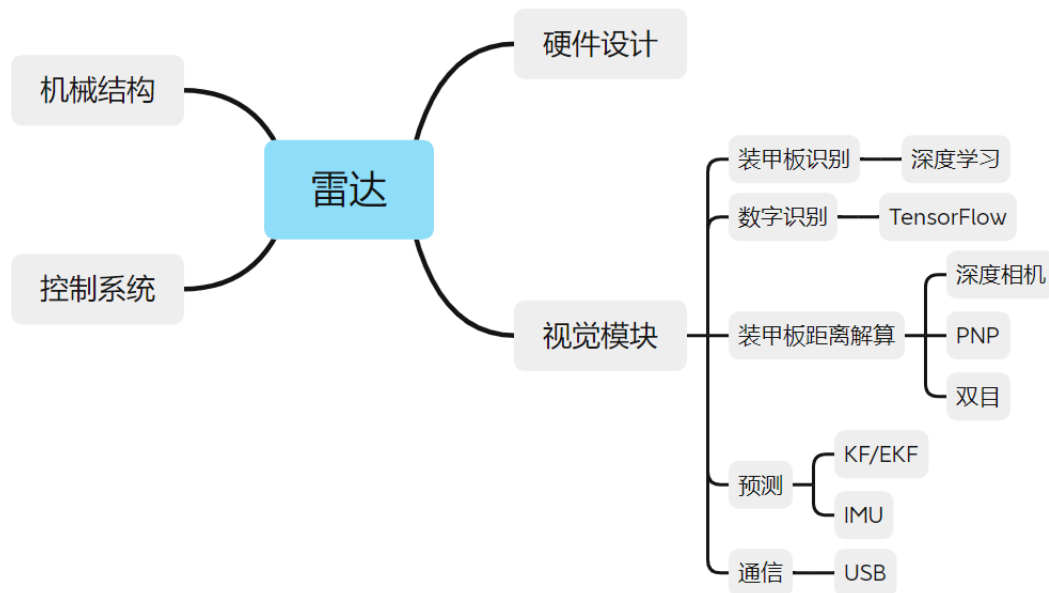 硬件设计
机械结构
雷达
控制系统
视觉模块
装甲板识别
深度学习
数字识别
TensorFlow
装甲板距离解算
深度相机
PNP
双目
预测
KF/EKF
IMU
通信
USB